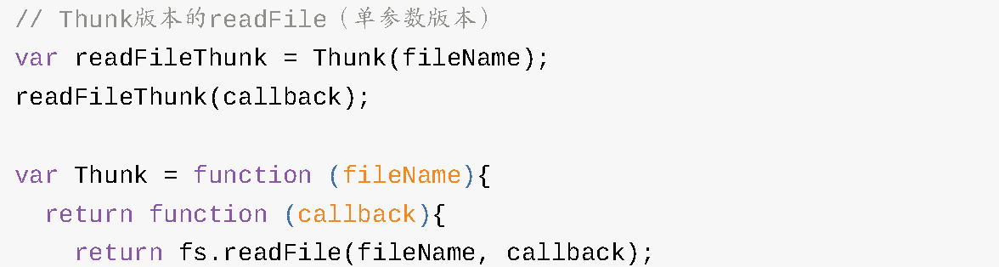 // Thunk版本的readFile（单参数版本）
var readFileThunk = Thunk(fileName);
readFileThunk(callback);
var Thunk = function (fileName){
return function (callback){
return fs.readFile(fileName, callback);